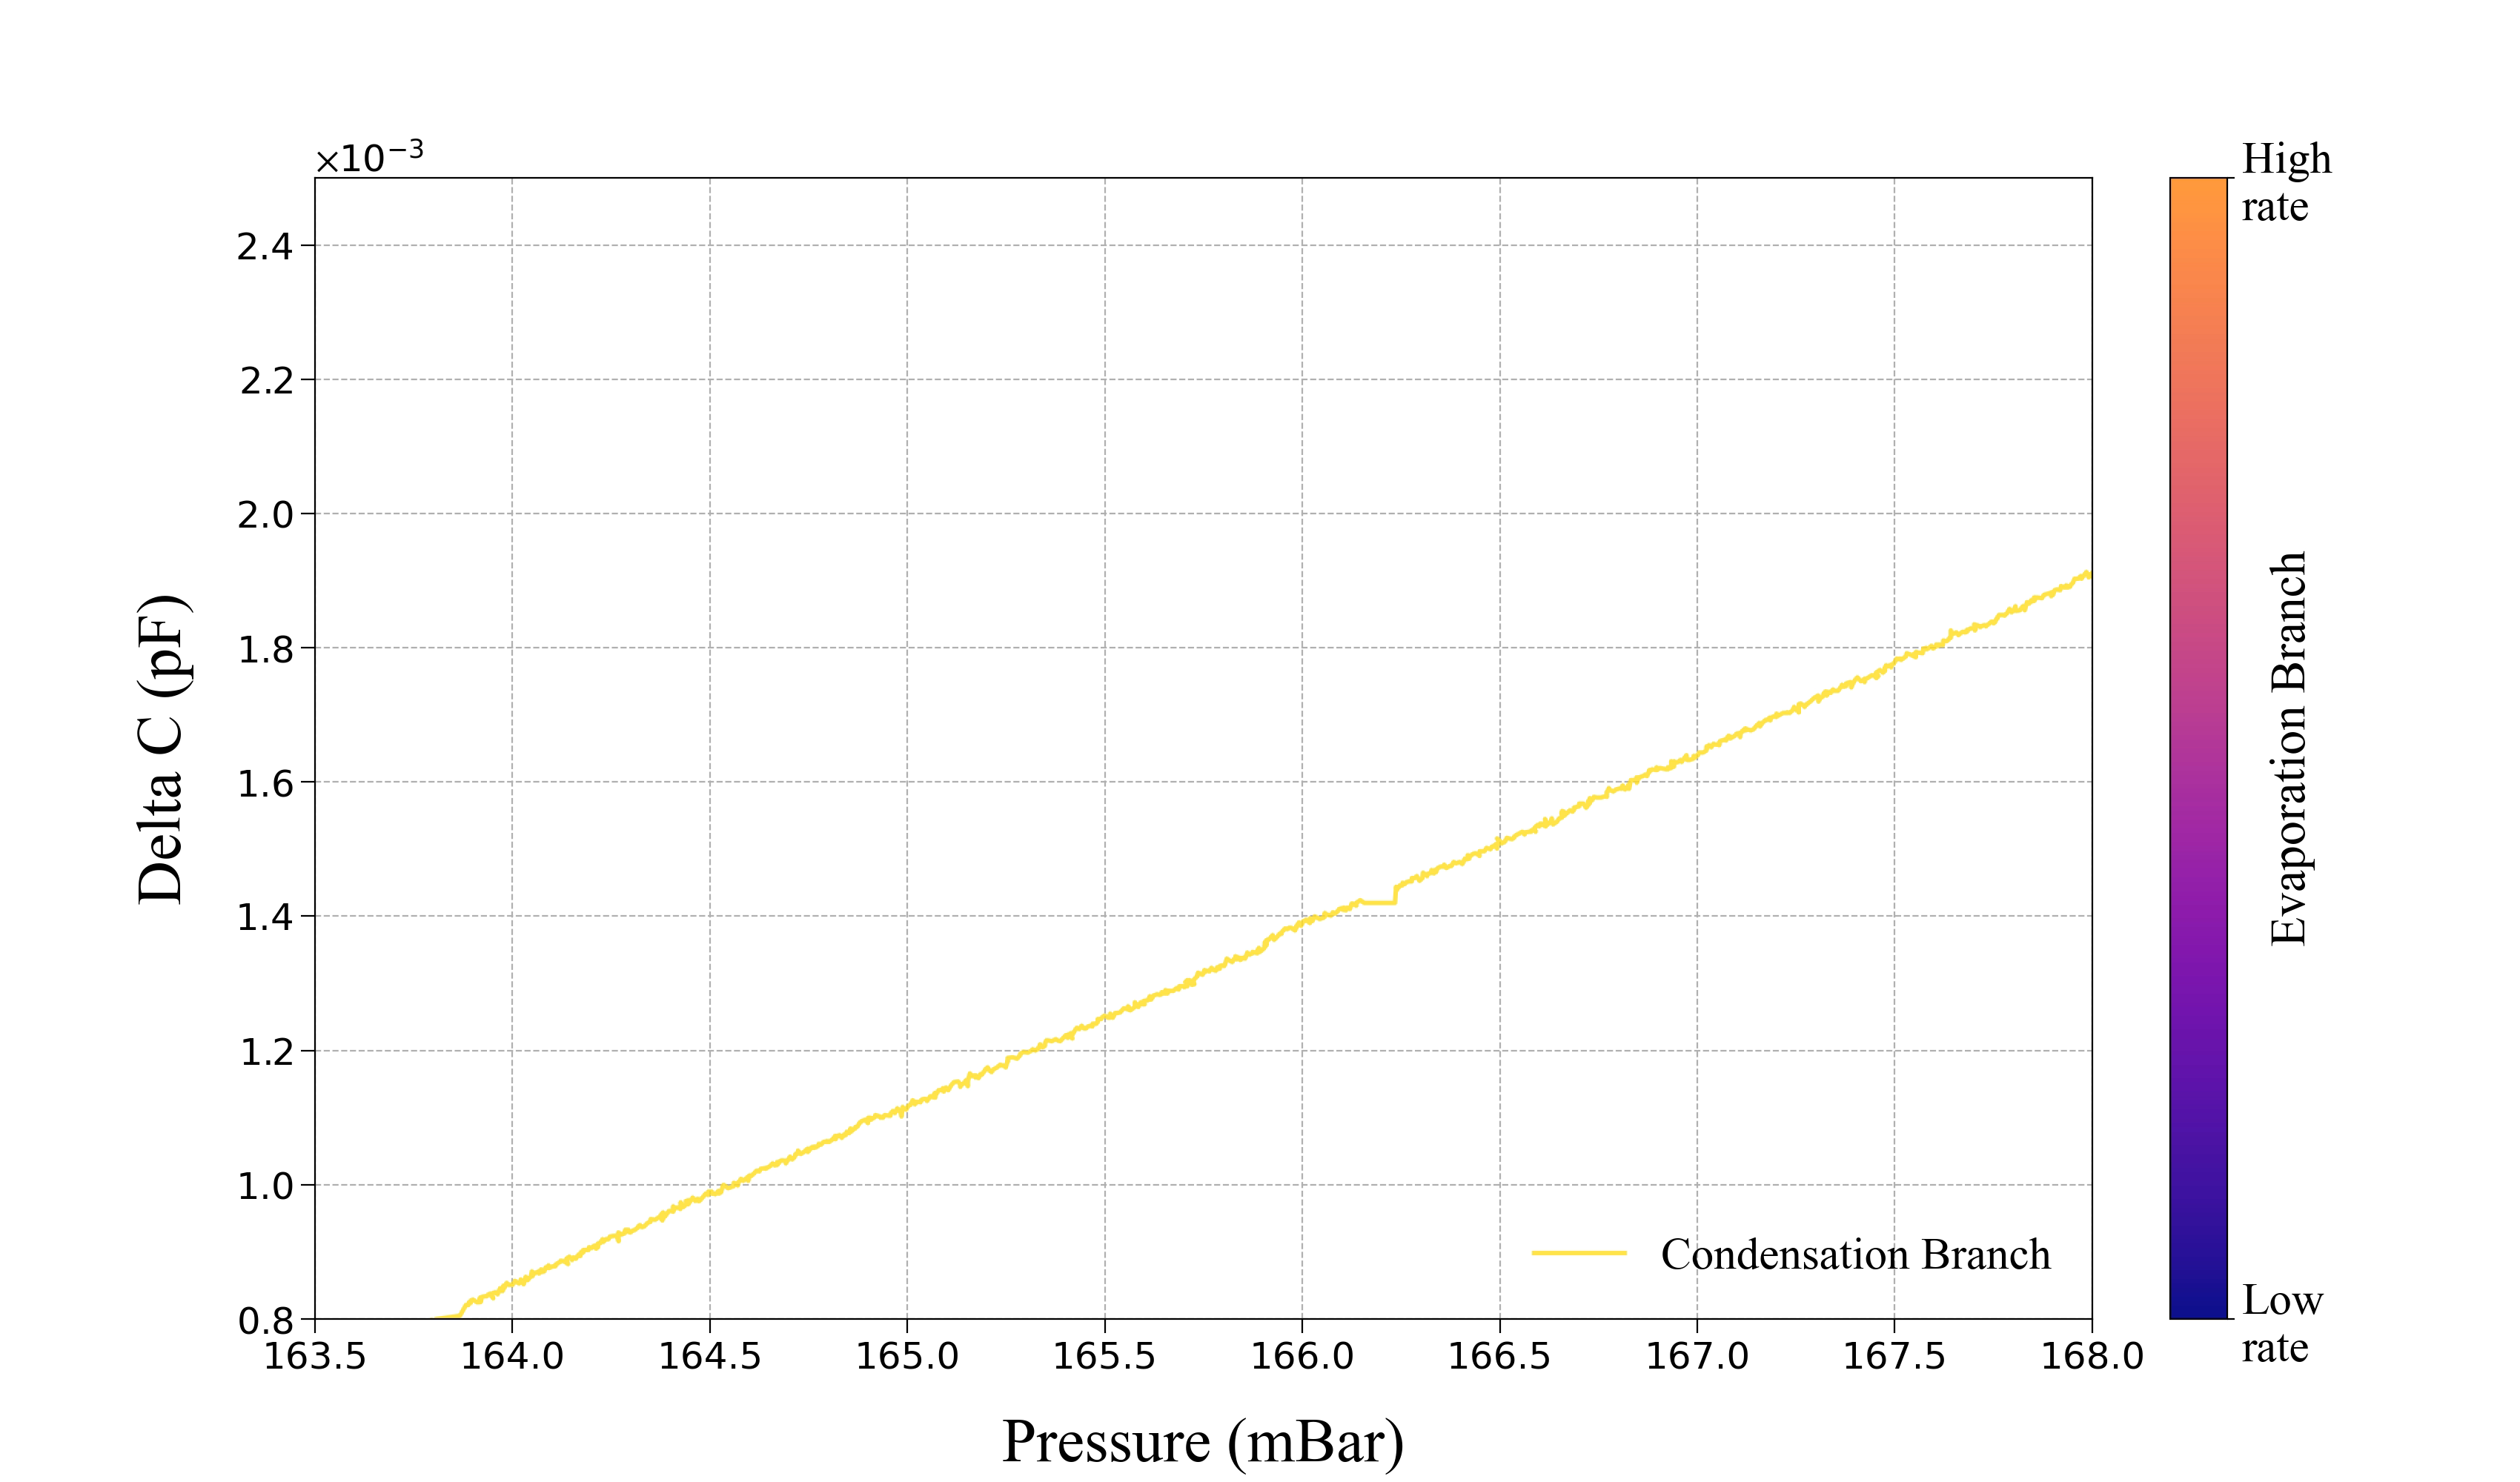 ×10⁻³
2.4
2.2
2.0
1.8
1.6
1.4
1.2
1.0
0.8
Delta C (pF)
163.5 164.0 164.5 165.0 165.5 166.0 166.5 167.0 167.5 168.0
Pressure (mBar)
Condensation Branch
High
rate
Evaporation Branch
Low
rate